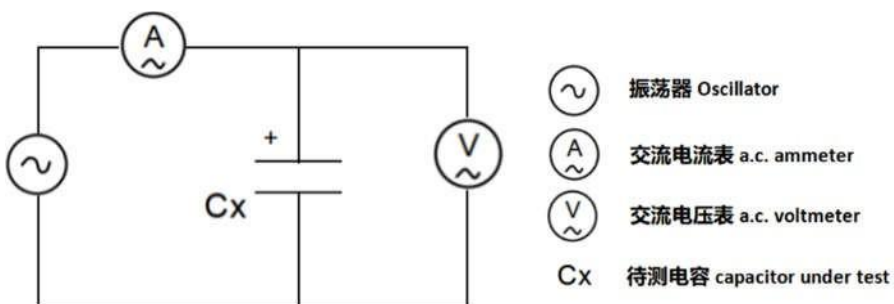 A
+
V
Cx
振荡器 Oscillator
A
交流电流表 a.c. ammeter
V
交流电压表 a.c. voltmeter
Cx 待测电容 capacitor under test